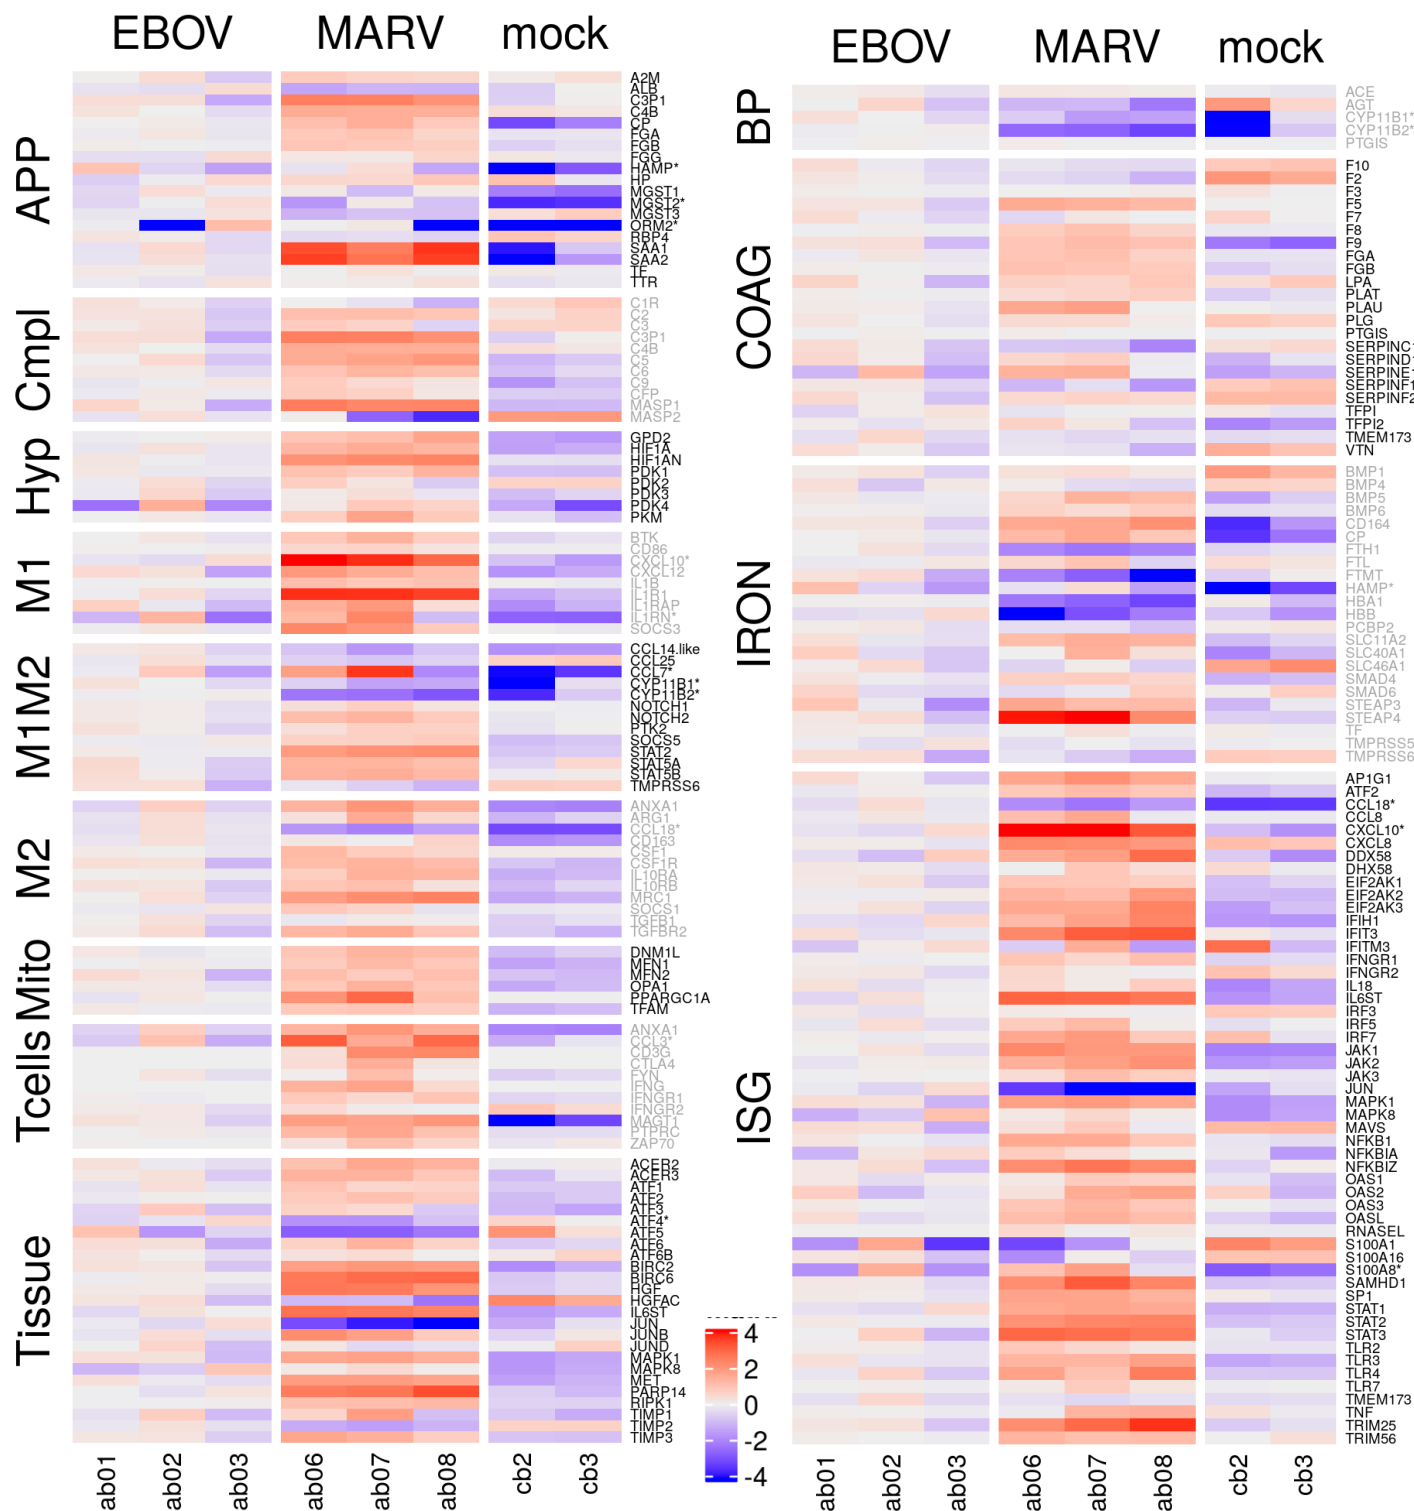 EBOV MARV mock
APP
A2M
ALB
C3P1
C4B
CP
FGA
FGB
FGG
HAMP*
HP
MGST1
MGST2*
MGST3
ORM2*
RBP4
SAA1
SAA2
TF
TTR
Cmpl
C1R
C2
C3
C3P1
C4B
C5
C6
C9
CFP
MASP1
MASP2
Hyp
GPD2
HIF1A
HIF1AN
PDK1
PDK2
PDK3
PDK4
PKM
M1
BTK
CD86
CXCL10*
CXCL12
IL1B
IL1R1
IL1RAP
IL1RN*
SOCS3
M1M2
CCL14.like
CCL25
CCL7*
CYP11B1*
CYP11B2*
NOTCH1
NOTCH2
PTK2
SOCS5
STAT2
STAT5A
STAT5B
TMPRSS6
M2
ANXA1
ARG1
CCL18*
CD163
CSF1
CSF1R
IL10RA
IL10RB
MRC1
SOCS1
TGFB1
TGFBR2
Mito
DNM1L
MFN1
MFN2
OPA1
PPARGC1A
TFAM
Tcells
ANXA1
CCL3*
CD3G
CTLA4
FYN
IFNG
IFNGR1
IFNGR2
MAGT1
PTPRC
ZAP70
Tissue
ACER2
ACER3
ATF1
ATF2
ATF3
ATF4*
ATF5
ATF6
ATF6B
BIRC2
BIRC6
HGF
HGFAC
IL6ST
JUN
JUNB
JUND
MAPK1
MAPK8
MET
PARP14
RIPK1
TIMP1
TIMP2
TIMP3
ab01 ab02 ab03 ab06 ab07 ab08 cb2 cb3
4
2
0
-2
-4
EBOV MARV mock
BP
ACE
AGT
CYP11B1*
CYP11B2*
PTGIS
COAG
F10
F2
F3
F5
F7
F8
F9
FGA
FGB
LPA
PLAT
PLAU
PLG
PTGIS
SERPINC1
SERPIND1
SERPINE1
SERPINF1
SERPINF2
TFPI
TFPI2
TMEM173
VTN
IRON
BMP1
BMP4
BMP5
BMP6
CD164
CP
FTH1
FTL
FTMT
HAMP*
HBA1
HBB
PCBP2
SLC11A2
SLC40A1
SLC46A1
SMAD4
SMAD6
STEAP3
STEAP4
TF
TMPRSS5
TMPRSS6
ISG
AP1G1
ATF2
CCL18*
CCL8
CXCL10*
CXCL8
DDX58
DHX58
EIF2AK1
EIF2AK2
EIF2AK3
IFIH1
IFIT3
IFITM3
IFNGR1
IFNGR2
IL18
IL6ST
IRF3
IRF5
IRF7
JAK1
JAK2
JAK3
JUN
MAPK1
MAPK8
MAVS
NFKB1
NFKBIA
NFKBIZ
OAS1
OAS2
OAS3
OASL
RNASEL
S100A1
S100A16
S100A8*
SAMHD1
SP1
STAT1
STAT2
STAT3
TLR2
TLR3
TLR4
TLR7
TMEM173
TNF
TRIM25
TRIM56
ab01 ab02 ab03 ab06 ab07 ab08 cb2 cb3